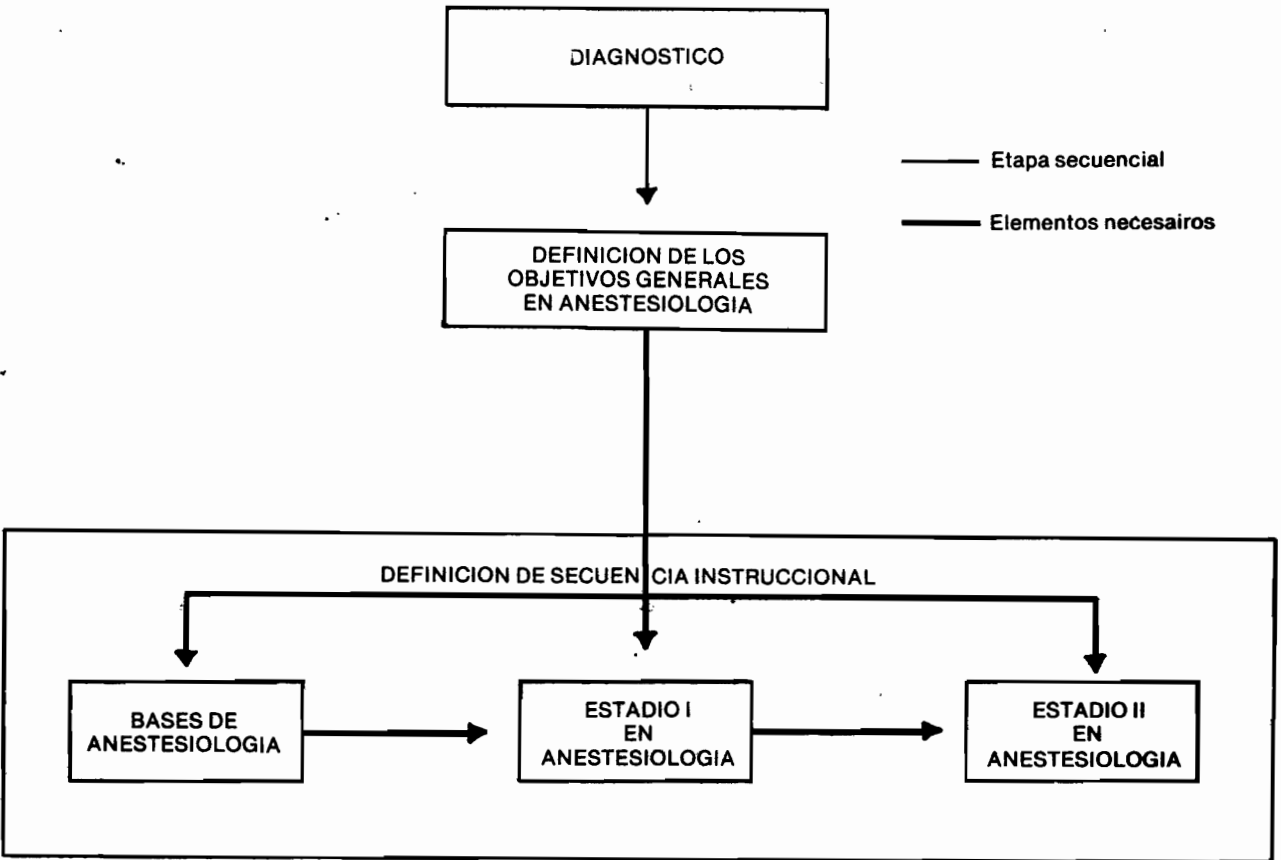 DIAGNOSTICO
Etapa secuencial
Elementos necesairos
DEFINICION DE LOS
OBJETIVOS GENERALES
EN ANESTESIOLOGIA
DEFINICION DE SECUENCIA INSTRUCCIONAL
BASES DE
ANESTESIOLOGIA
ESTADIO I
EN
ANESTESIOLOGIA
ESTADIO II
EN
ANESTESIOLOGIA